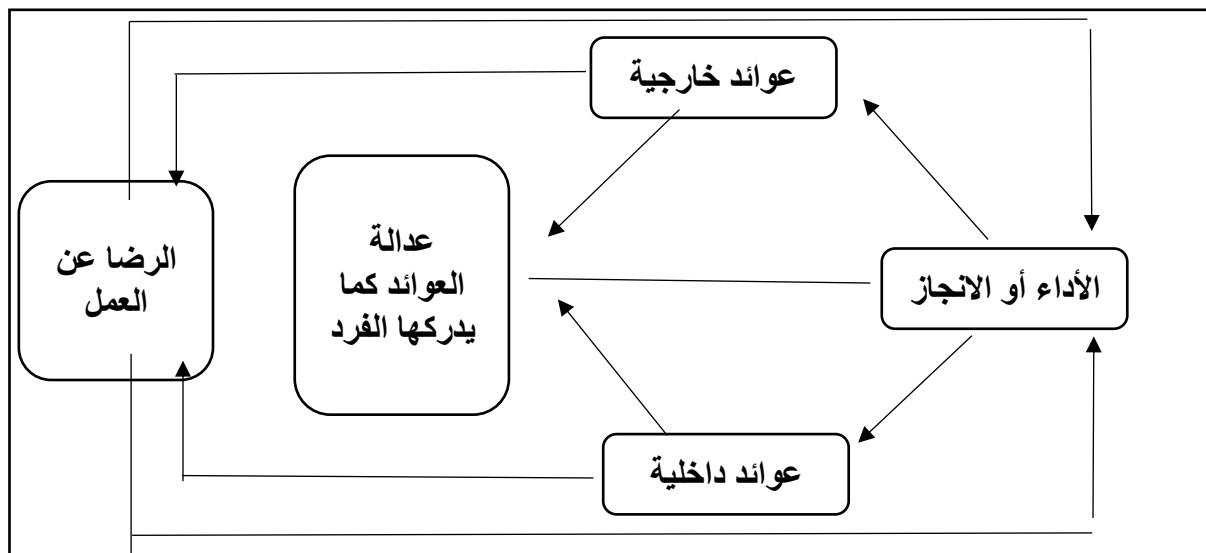 عوائد خارجية
الرضا عن
العمل
عدالة
العوائد كما
يدركها الفرد
الأداء أو الانجاز
عوائد داخلية